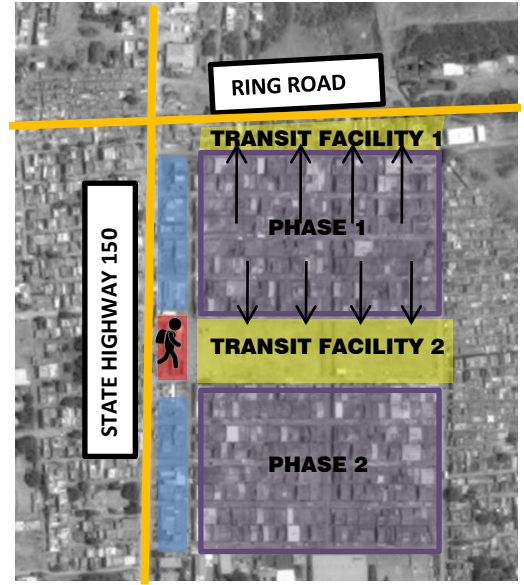 RING ROAD
TRANSIT FACILITY 1
PHASE 1
STATE HIGHWAY 150
TRANSIT FACILITY 2
PHASE 2